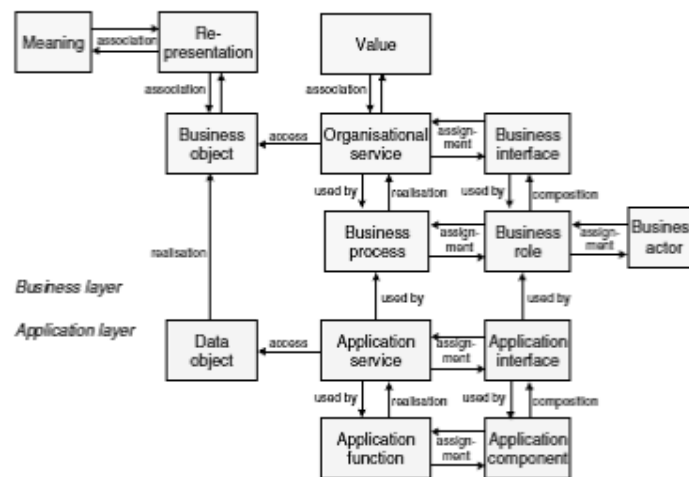 Meaning
association
Re-
presentation
Value
association
association
Business
object
access
Organisational
service
assign-
ment
Business
interface
used by
realisation
used by
composition
realisation
Business
process
assign-
ment
Business
role
assign-
ment
Business
actor
Business layer
used by
used by
Application layer
Data
object
access
Application
service
assign-
ment
Application
interface
used by
realisation
used by
composition
Application
function
assign-
ment
Application
component